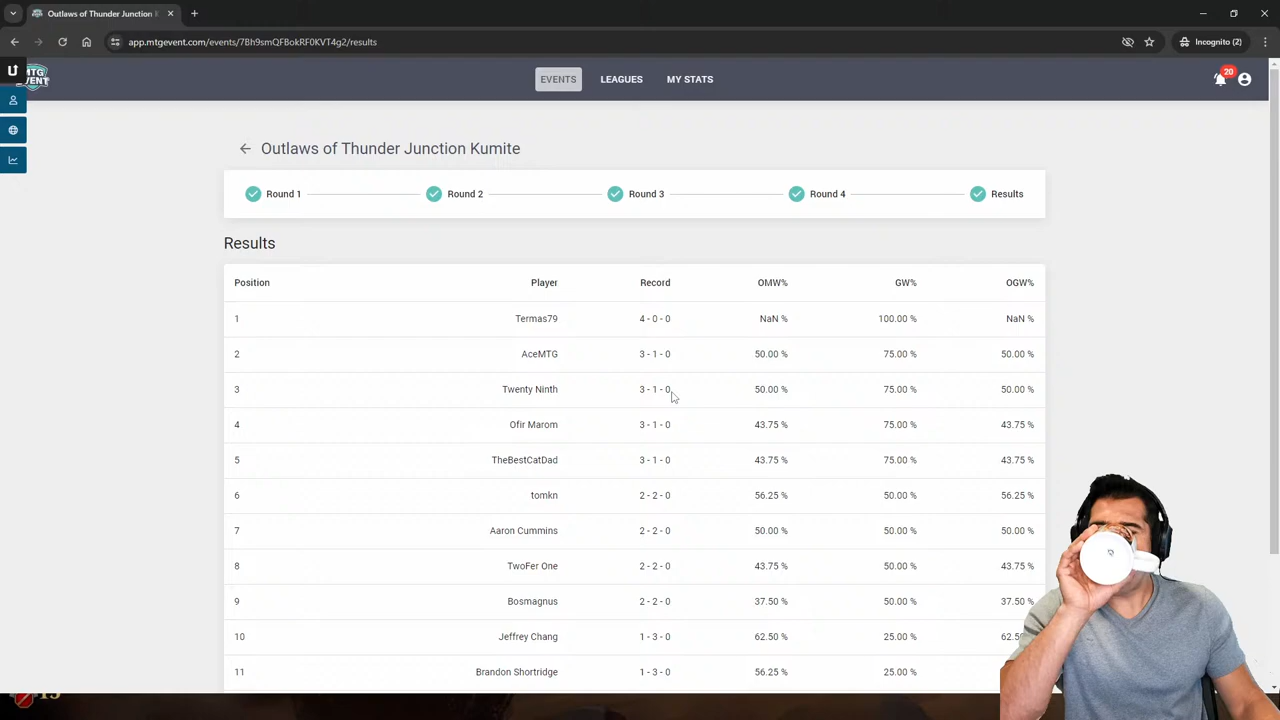 Outlaws of Thunder Junction K
app.mtgevent.com/events/7Bh9smQFBokRF0KVT4g2/results
Incognito (2)
MTG
EVENT
EVENTS
LEAGUES
MY STATS
20
Outlaws of Thunder Junction Kumite
Round 1
Round 2
Round 3
Round 4
Results
Results
Position Player Record OMW% GW% OGW%
1 Termas79 4 - 0 - 0 NaN % 100.00 % NaN %
2 AceMTG 3 - 1 - 0 50.00 % 75.00 % 50.00 %
3 Twenty Ninth 3 - 1 - 0 50.00 % 75.00 % 50.00 %
4 Ofir Marom 3 - 1 - 0 43.75 % 75.00 % 43.75 %
5 TheBestCatDad 3 - 1 - 0 43.75 % 75.00 % 43.75 %
6 tomkn 2 - 2 - 0 56.25 % 50.00 % 56.25 %
7 Aaron Cummins 2 - 2 - 0 50.00 % 50.00 % 50.00 %
8 TwoFer One 2 - 2 - 0 43.75 % 50.00 % 43.75 %
9 Bosmagnus 2 - 2 - 0 37.50 % 50.00 % 37.50 %
10 Jeffrey Chang 1 - 3 - 0 62.50 % 25.00 % 62.5
11 Brandon Shortridge 1 - 3 - 0 56.25 % 25.00 %